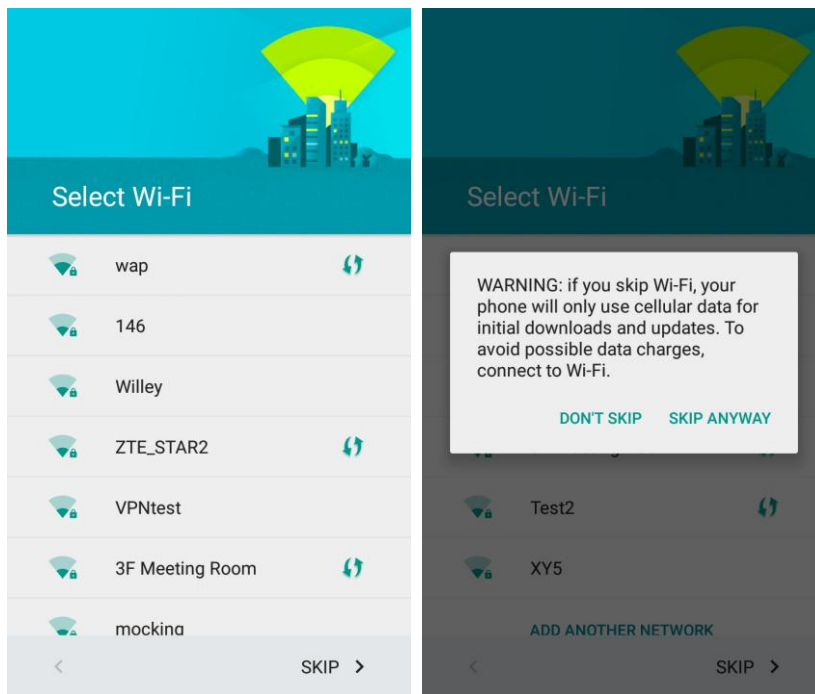 Select Wi-Fi
wap
146
Willey
ZTE_STAR2
VPNtest
3F Meeting Room
mocking
SKIP
Select Wi-Fi
WARNING: if you skip Wi-Fi, your
phone will only use cellular data for
initial downloads and updates. To
avoid possible data charges,
connect to Wi-Fi.
DON'T SKIP SKIP ANYWAY
Test2
XY5
ADD ANOTHER NETWORK
SKIP